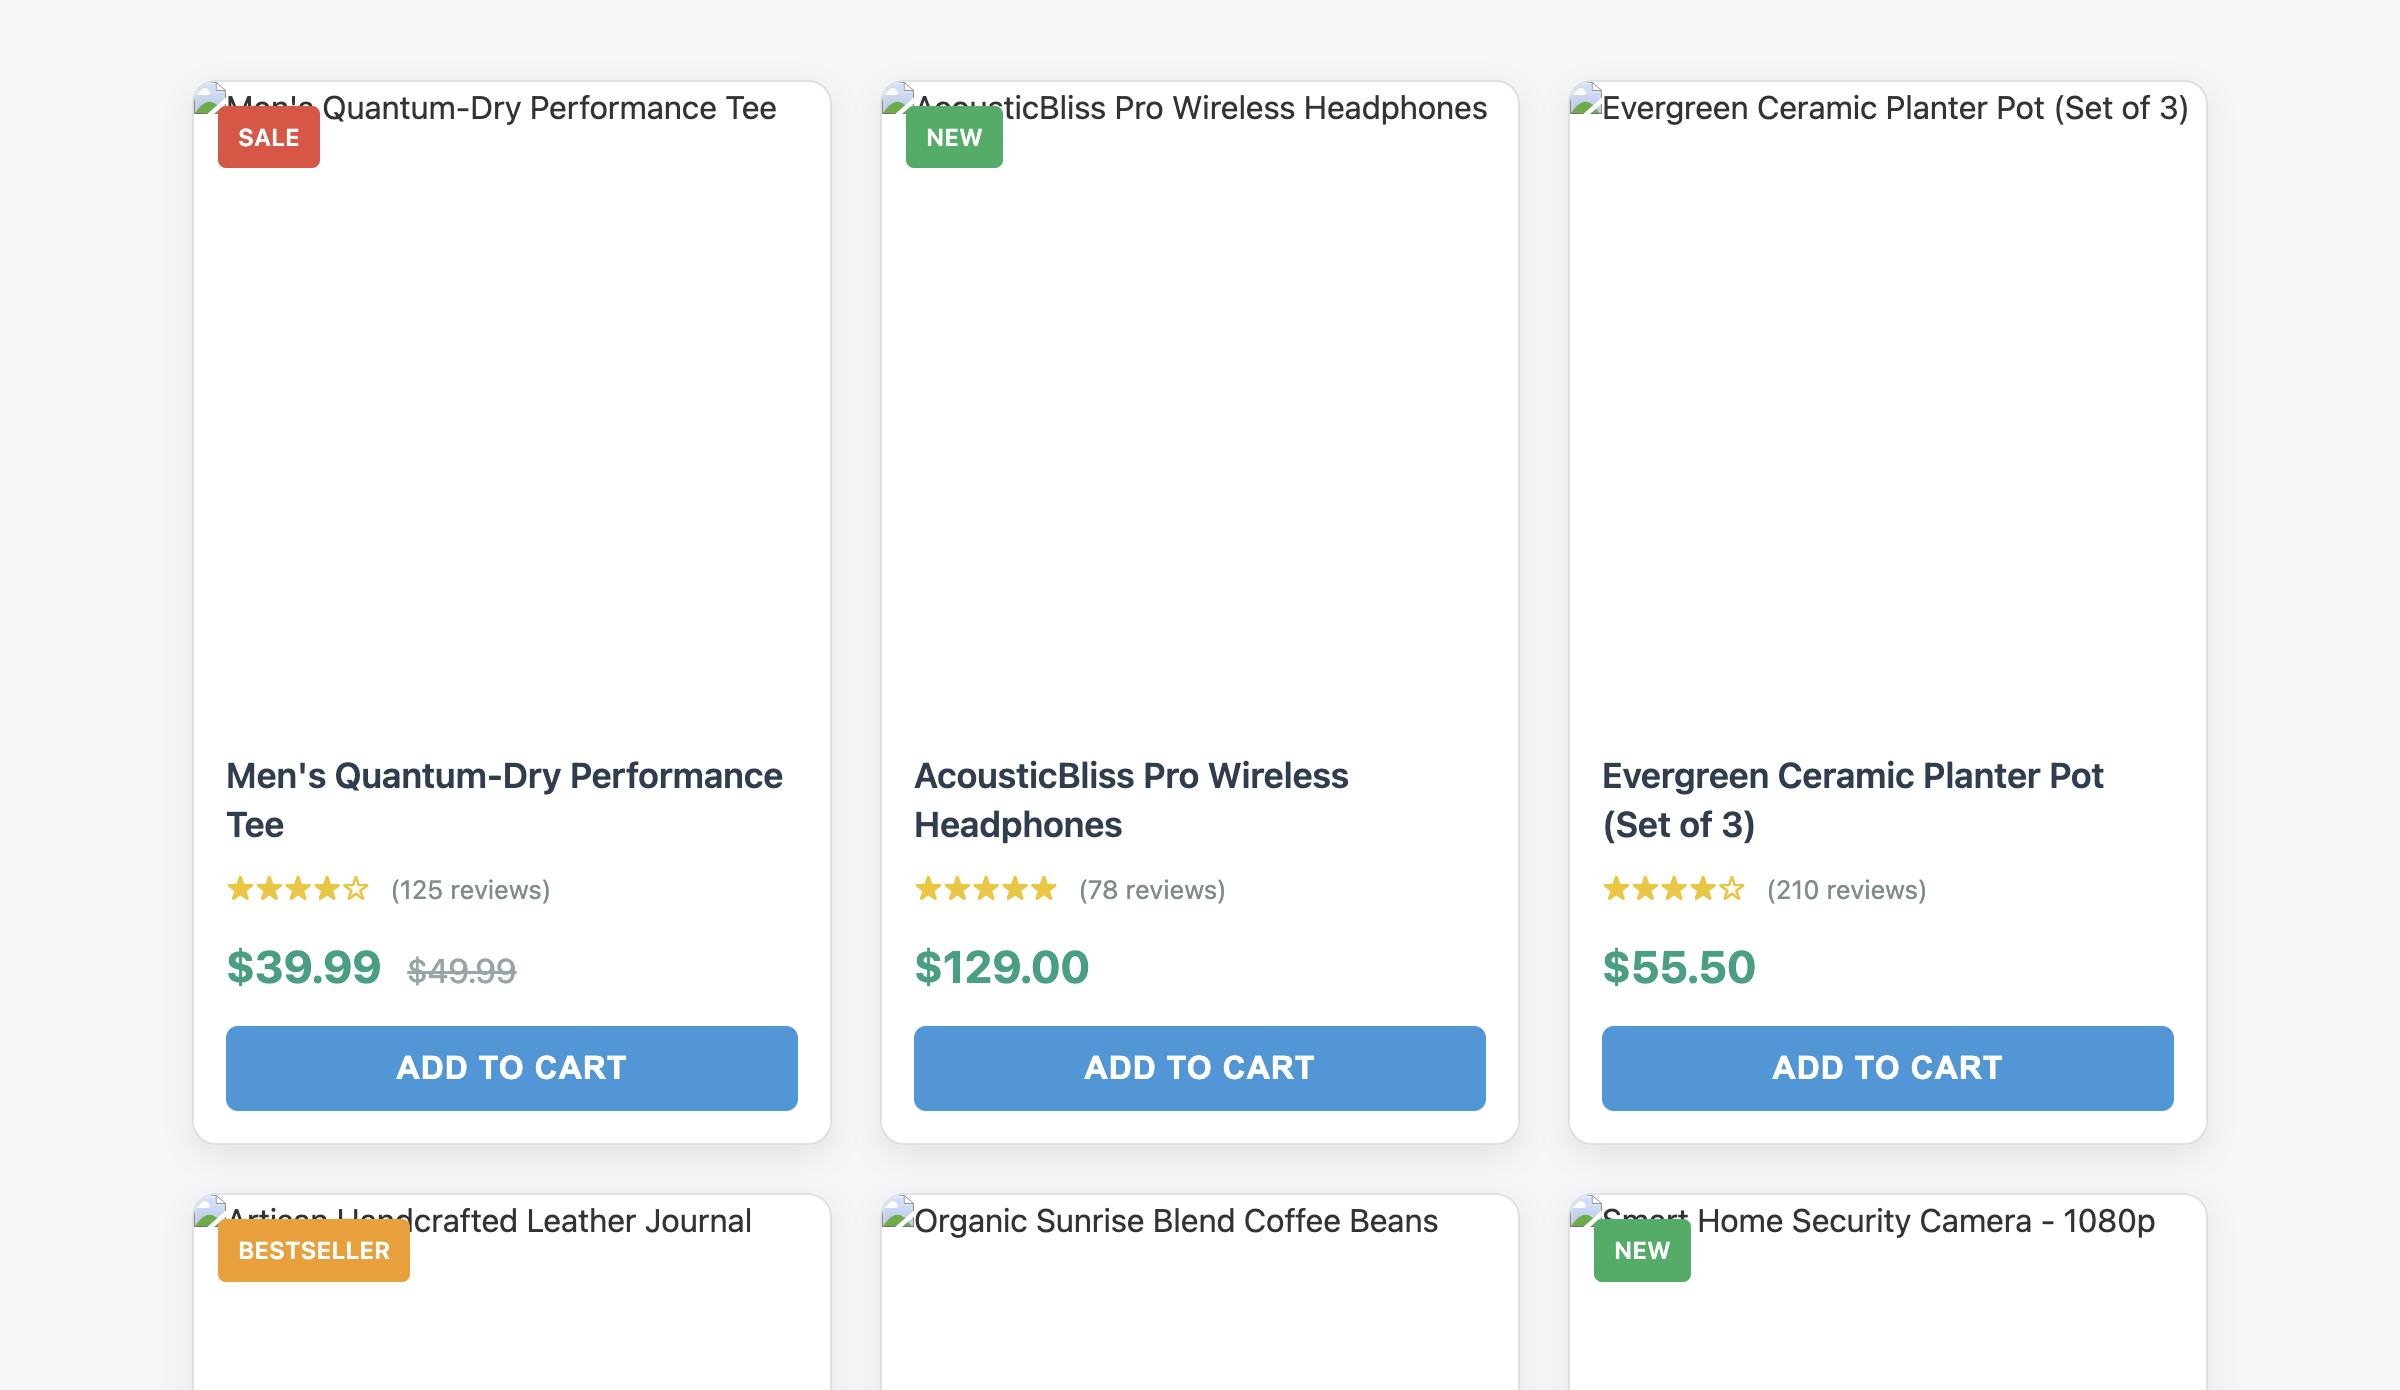 Men's Quantum-Dry Performance Tee
SALE
Men's Quantum-Dry Performance
Tee
★★★★☆ (125 reviews)
$39.99 $49.99
ADD TO CART
AcousticBliss Pro Wireless Headphones
NEW
AcousticBliss Pro Wireless
Headphones
★★★★★ (78 reviews)
$129.00
ADD TO CART
Evergreen Ceramic Planter Pot (Set of 3)
Evergreen Ceramic Planter Pot
(Set of 3)
★★★★☆ (210 reviews)
$55.50
ADD TO CART
Artisan Handcrafted Leather Journal
BESTSELLER
Organic Sunrise Blend Coffee Beans
Smart Home Security Camera - 1080p
NEW